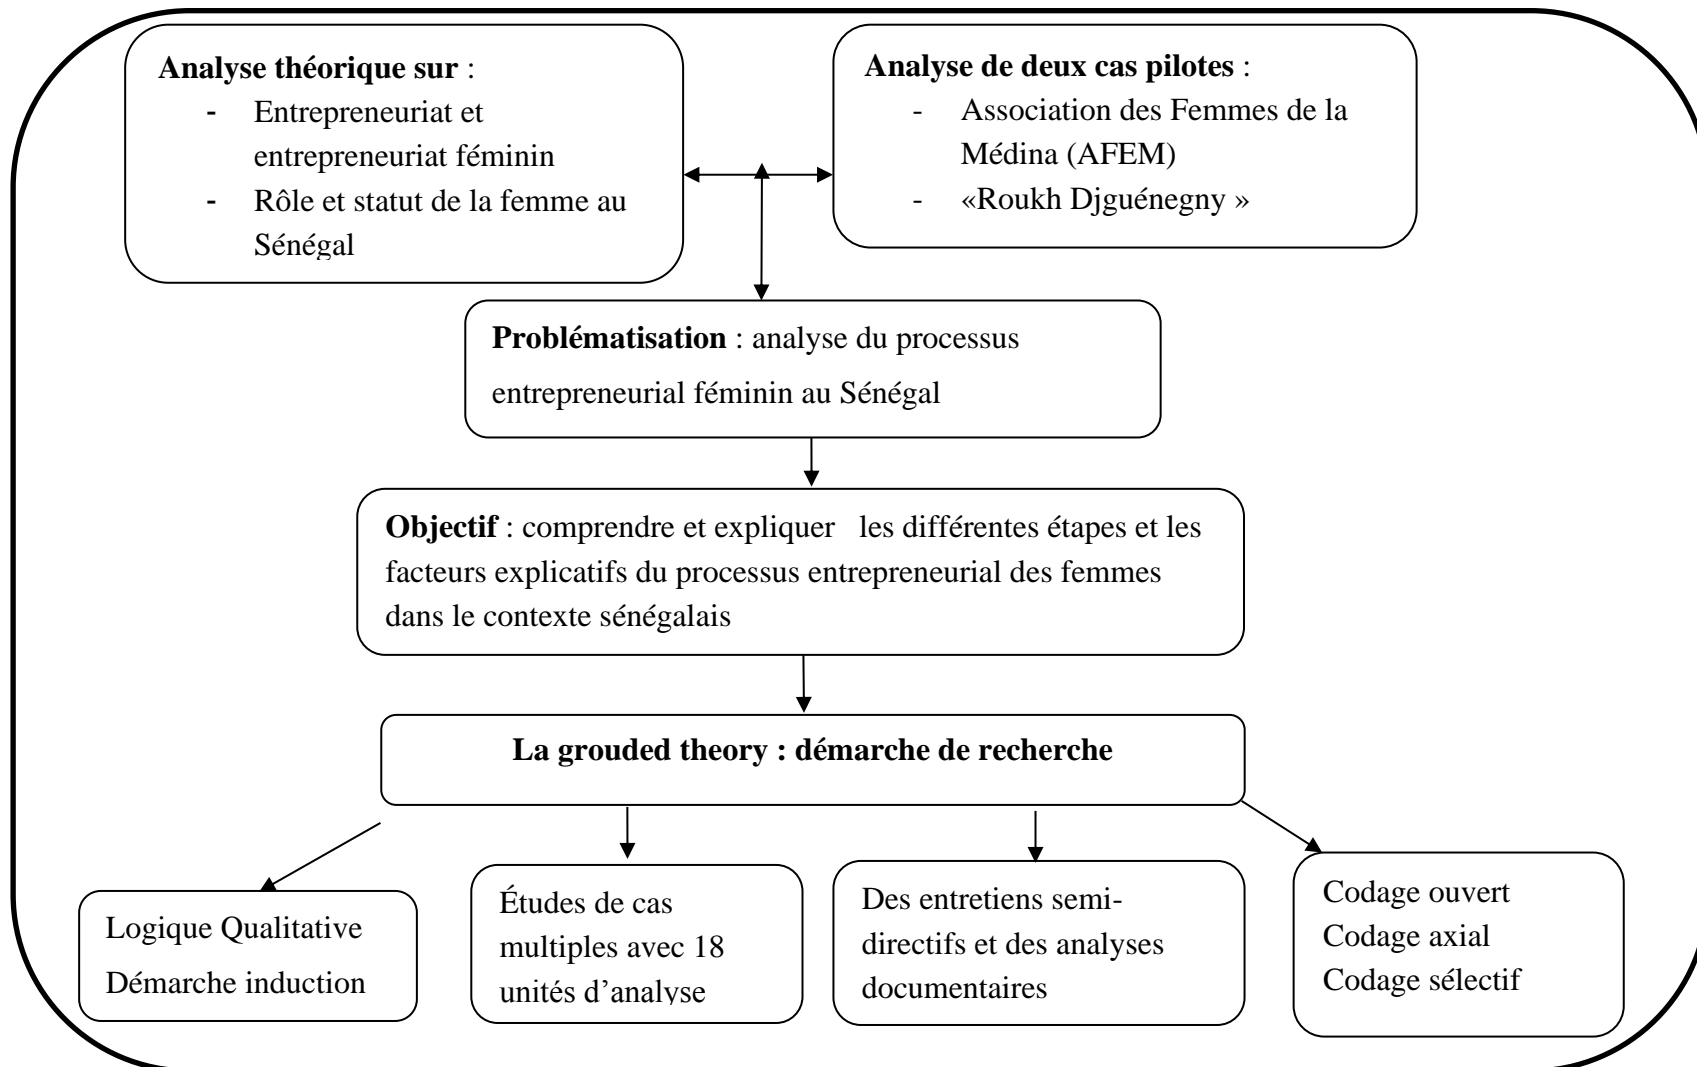 Analyse théorique sur :
- Entrepreneuriat et
entrepreneuriat féminin
- Rôle et statut de la femme au
Sénégal
Analyse de deux cas pilotes :
- Association des Femmes de la
Médina (AFEM)
- «Roukh Djguénegny »
Problématisation : analyse du processus
entrepreneurial féminin au Sénégal
Objectif : comprendre et expliquer les différentes étapes et les
facteurs explicatifs du processus entrepreneurial des femmes
dans le contexte sénégalais
La grouded theory : démarche de recherche
Logique Qualitative
Démarche induction
Études de cas
multiples avec 18
unités d’analyse
Des entretiens semi-
directifs et des analyses
documentaires
Codage ouvert
Codage axial
Codage sélectif